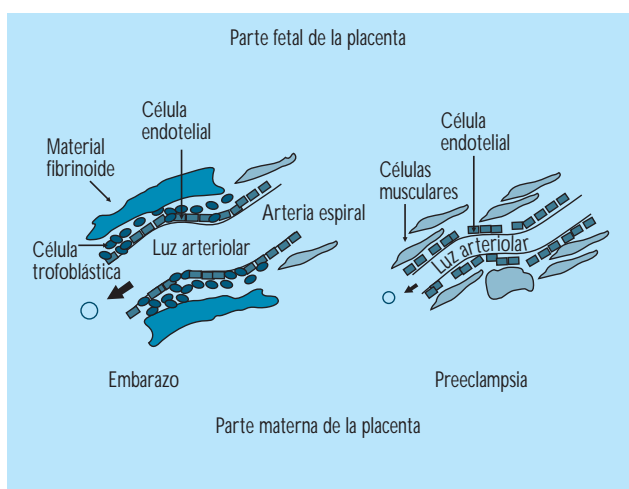 Parte fetal de la placenta
Célula
endotelial
Material
fibrinoide
Célula
trofoblástica
Luz arteriolar
Arteria espiral
Embarazo
Célula
endotelial
Células
musculares
Luz arteriolar
Preeclampsia
Parte materna de la placenta